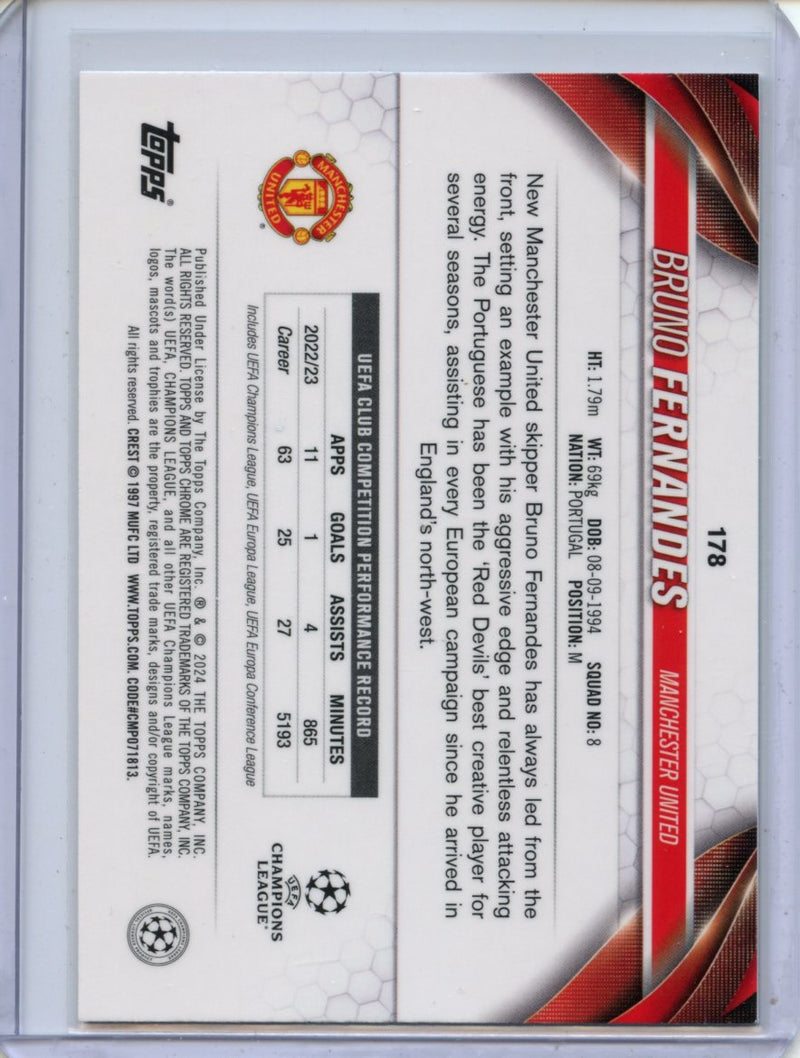 178
BRUNO FERNANDES MANCHESTER UNITED
HT: 1.79m WT: 69kg DOB: 08-09-1994 SQUAD NO: 8
NATION: PORTUGAL POSITION: M
New Manchester United skipper Bruno Fernandes has always led from the
front, setting an example with his aggressive edge and relentless attacking
energy. The Portuguese has been the 'Red Devils' best creative player for
several seasons, assisting in every European campaign since he arrived in
England's north-west.
MANCHESTER
UNITED
®
UEFA CLUB COMPETITION PERFORMANCE RECORD
APPS GOALS ASSISTS MINUTES
2022/23 11 1 4 865
Career 63 25 27 5193
Includes UEFA Champions League, UEFA Europa League, UEFA Europa Conference League
UEFA
CHAMPIONS
LEAGUE®
topps®
Published Under License by The Topps Company, Inc. ® & © 2024 THE TOPPS COMPANY, INC.
ALL RIGHTS RESERVED. TOPPS AND TOPPS CHROME ARE REGISTERED TRADEMARKS OF THE TOPPS COMPANY, INC.
The word(s) UEFA, CHAMPIONS LEAGUE, and all other UEFA Champions League marks, names,
logos, mascots and trophies are the property, registered trade marks, designs and/or copyright of UEFA.
All rights reserved. CREST © 1997 MUFC LTD WWW.TOPPS.COM. CODE#CMP071813.